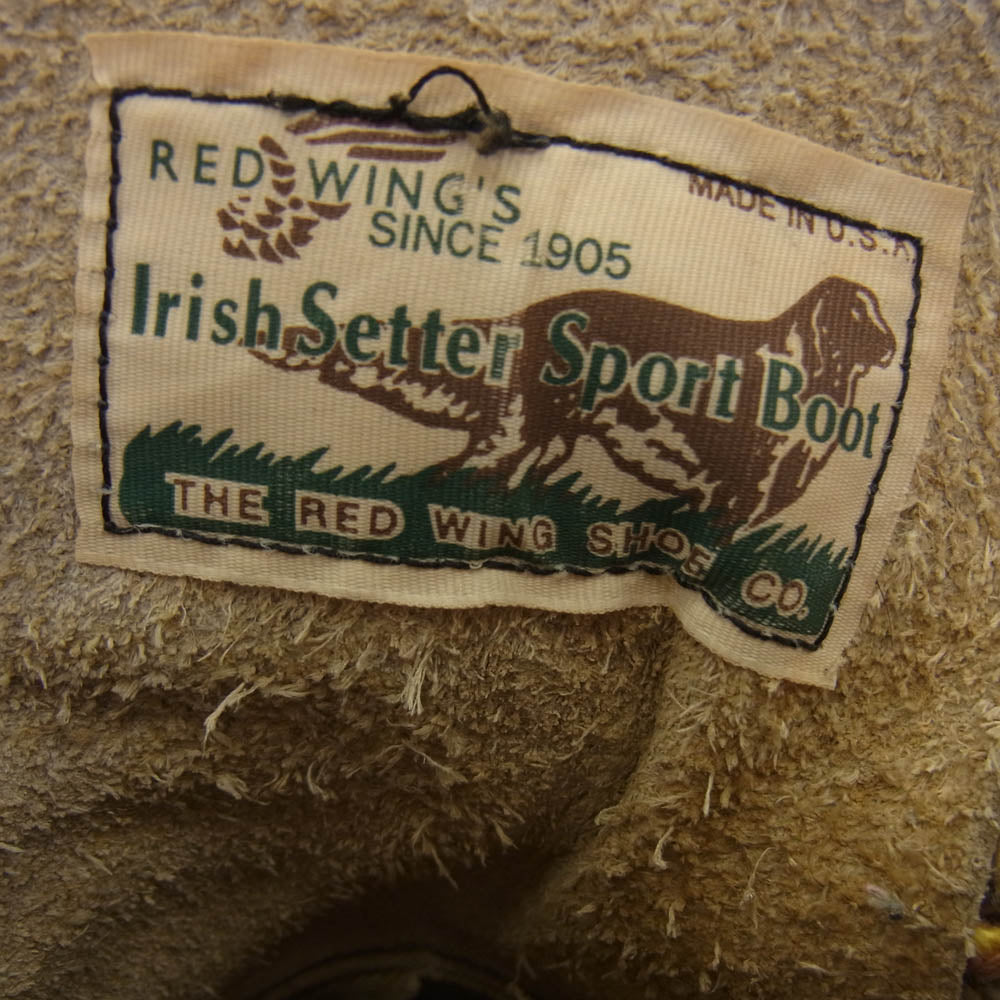 RED WING'S
SINCE 1905
MADE IN U.S.A.
Irish Setter Sport Boot
THE RED WING SHOE CO.